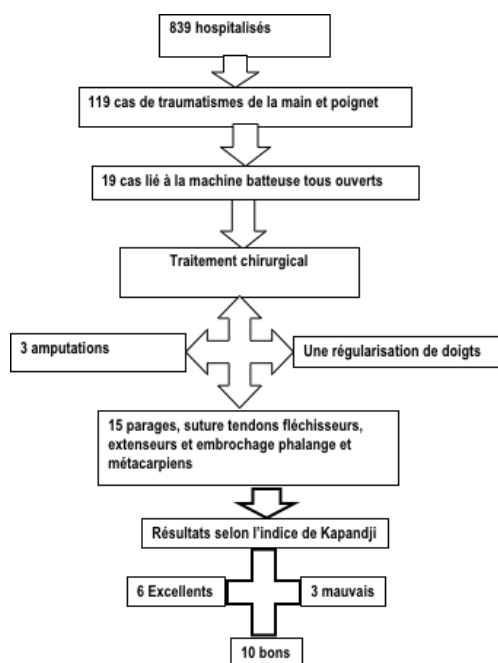 839 hospitalisés
119 cas de traumatismes de la main et poignet
19 cas lié à la machine batteuse tous ouverts
Traitement chirurgical
3 amputations
Une régularisation de doigts
15 parages, suture tendons fléchisseurs,
extenseurs et embrochage phalange et
métacarpiens
Résultats selon l'indice de Kapandji
6 Excellents
3 mauvais
10 bons